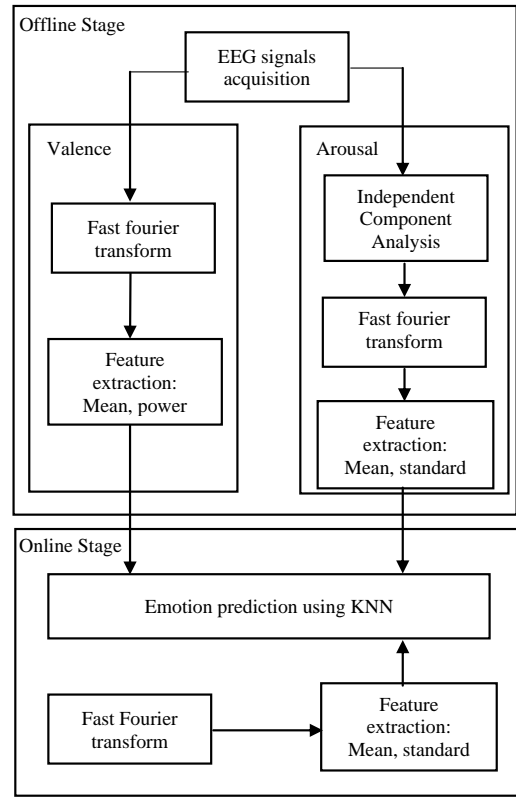 Offline Stage
EEG signals
acquisition
Valence
Fast fourier
transform
Feature
extraction:
Mean, power
Arousal
Independent
Component
Analysis
Fast fourier
transform
Feature
extraction:
Mean, standard
Online Stage
Emotion prediction using KNN
Fast Fourier
transform
Feature
extraction:
Mean, standard